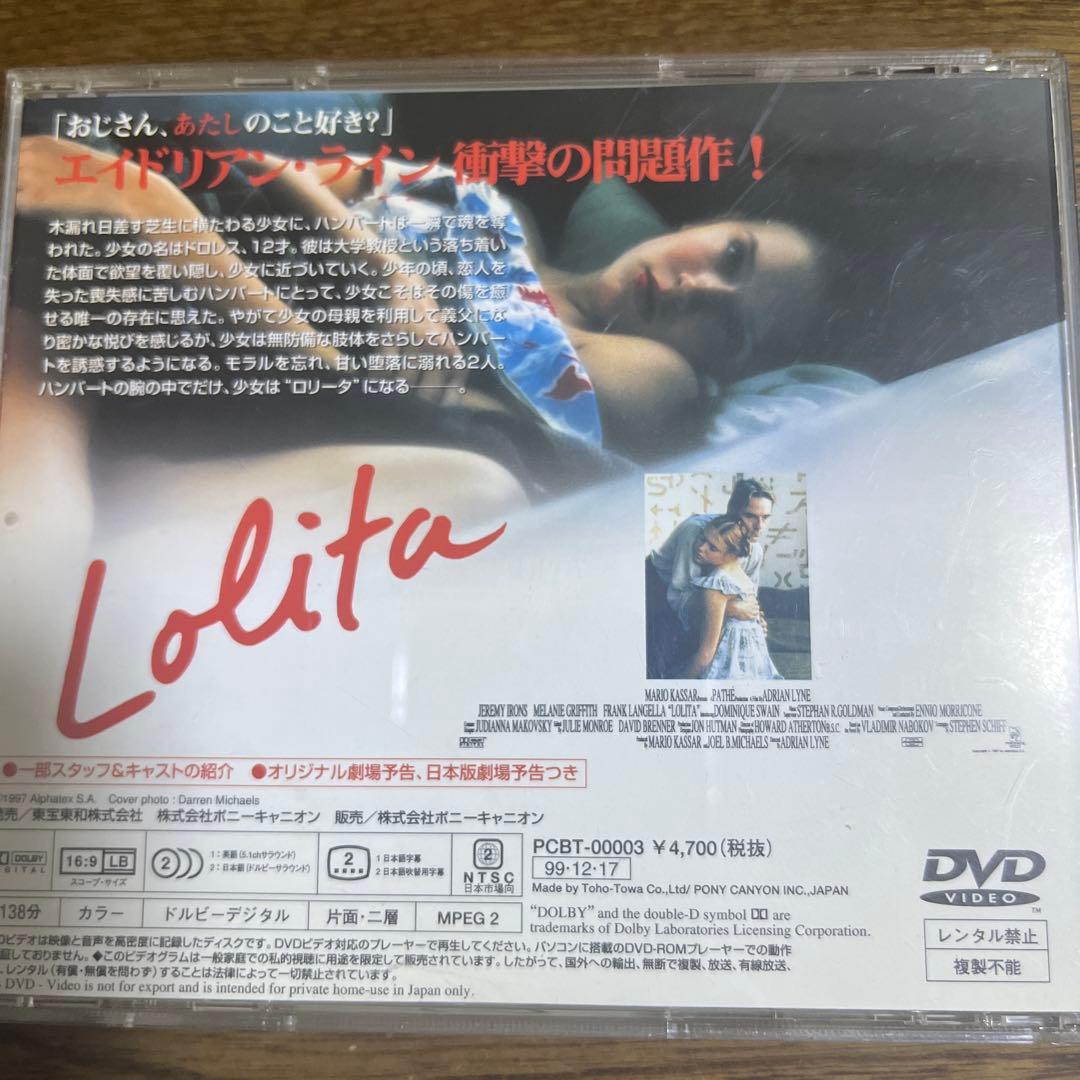 「おじさん、あたしのこと好き?」
エイドリアン・ライン 衝撃の問題作!
木漏れ日差す芝生に横たわる少女に、ハンバートは一瞬で魂を奪
われた。少女の名はドロレス、12才。彼は大学教授という落ち着い
た体面で欲望を覆い隠し、少女に近づいていく。少年の頃、恋人を
失った喪失感に苦しむハンバートにとって、少女こそはその傷を癒
せる唯一の存在に思えた。やがて少女の母親を利用して義父にな
り密かな悦びを感じるが、少女は無防備な肢体をさらしてハンバー
トを誘惑するようになる。モラルを忘れ、甘い堕落に溺れる2人。
ハンバートの腕の中でだけ、少女は“ロリータ”になる――。
Lolita
MARIO KASSAR PATHÉ ADRIAN LYNE
JEREMY IRONS MELANIE GRIFFITH FRANK LANGELLA "LOLITA" DOMINIQUE SWAIN STEPHAN R.GOLDMAN ENNIO MORRICONE
JUDIANNA MAKOVSKY JULIE MONROE DAVID BRENNER JON HUTMAN HOWARD ATHERTON B.S.C. VLADIMIR NABOKOV STEPHEN SCHIFF
MARIO KASSAR JOEL B.MICHAELS ADRIAN LYNE
●一部スタッフ&キャストの紹介 ●オリジナル劇場予告、日本版劇場予告つき
©1997 Alphatex S.A. Cover photo : Darren Michaels
発売/東宝東和株式会社 株式会社ポニーキャニオン 販売/株式会社ポニーキャニオン
DOLBY DIGITAL
16:9 LB
スコープ・サイズ
2
1:英語(5.1chサラウンド)
2:日本語(ドルビーサラウンド)
2
1 日本語字幕
2 日本語吹替用字幕
2
NTSC
日本市場向
138分 カラー ドルビーデジタル 片面・二層 MPEG 2
PCBT-00003 ¥4,700(税抜)
99・12・17
Made by Toho-Towa Co.,Ltd/ PONY CANYON INC.,JAPAN
“DOLBY” and the double-D symbol are
trademarks of Dolby Laboratories Licensing Corporation.
DVD
VIDEO
TM
レンタル禁止
複製不能
Dビデオは映像と音声を高密度に記録したディスクです。DVDビデオ対応のプレーヤーで再生してください。パソコンに搭載のDVD-ROMプレーヤーでの動作
証しておりません。◆このビデオグラムは一般家庭での私的視聴に用途を限定して販売されています。したがって、国外への輸出、無断で複製、放送、有線放送、
、レンタル(有償・無償を問わず)することは法律によって一切禁止されています。
DVD - Video is not for export and is intended for private home-use in Japan only.